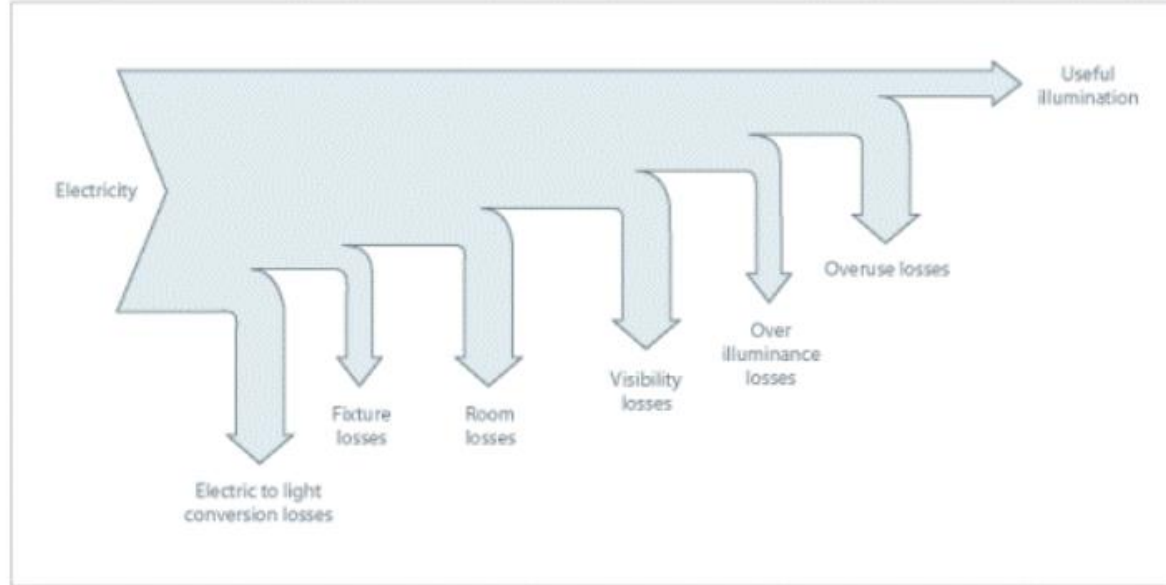 Useful
illumination
Electricity
Overuse losses
Over
illuminance
losses
Visibility
losses
Fixture
losses
Room
losses
Electric to light
conversion losses